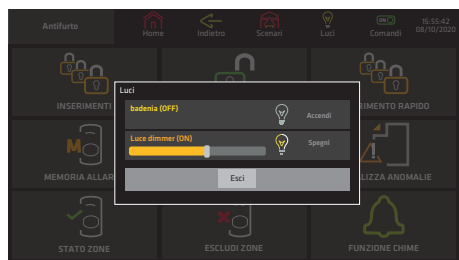 Antifurto
Home
Indietro
Scenari
Luci
ON
Comandi
15:55:42
08/10/2020
INSERIMENTI
RIMENTO RAPIDO
Luci
badenia (OFF)
Accendi
Luce dimmer (ON)
Spegni
Esci
MEMORIA ALLAR
LIZZA ANOMALIE
STATO ZONE
ESCLUDI ZONE
FUNZIONE CHIME